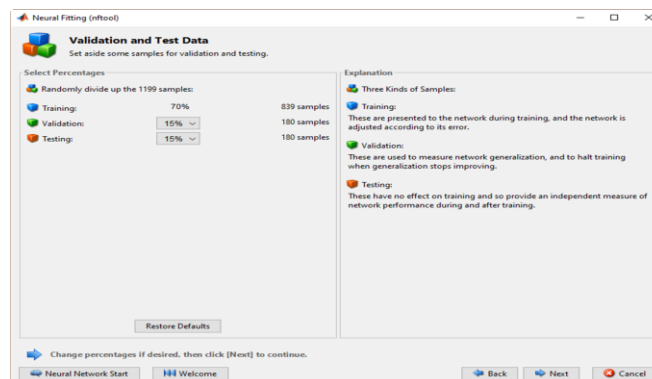 Neural Fitting (nftool)
Validation and Test Data
Set aside some samples for validation and testing.
Select Percentages
Randomly divide up the 1199 samples:
Training: 70% 839 samples
Validation: 15% 180 samples
Testing: 15% 180 samples
Restore Defaults
Explanation
Three Kinds of Samples:
Training:
These are presented to the network during training, and the network is
adjusted according to its error.
Validation:
These are used to measure network generalization, and to halt training
when generalization stops improving.
Testing:
These have no effect on training and so provide an independent measure of
network performance during and after training.
Change percentages if desired, then click [Next] to continue.
Neural Network Start Welcome Back Next Cancel